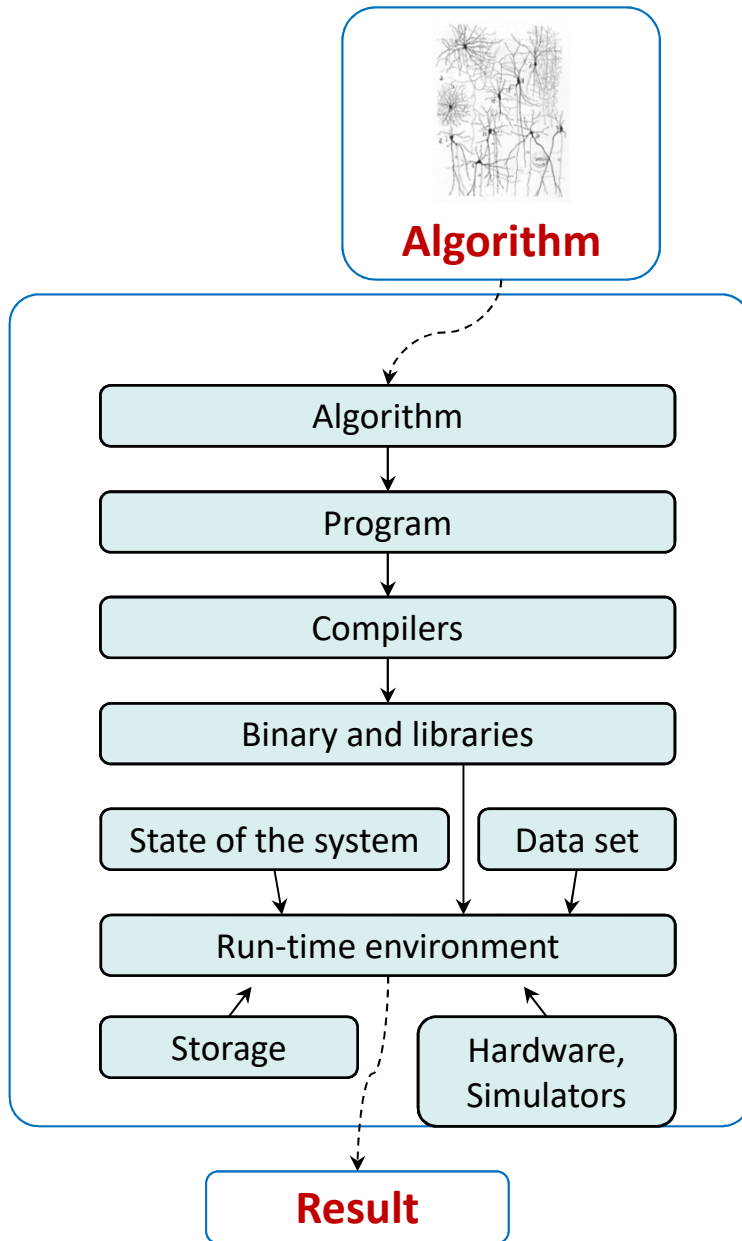 Algorithm
Algorithm
Program
Compilers
Binary and libraries
State of the system
Data set
Run-time environment
Storage
Hardware,
Simulators
Result